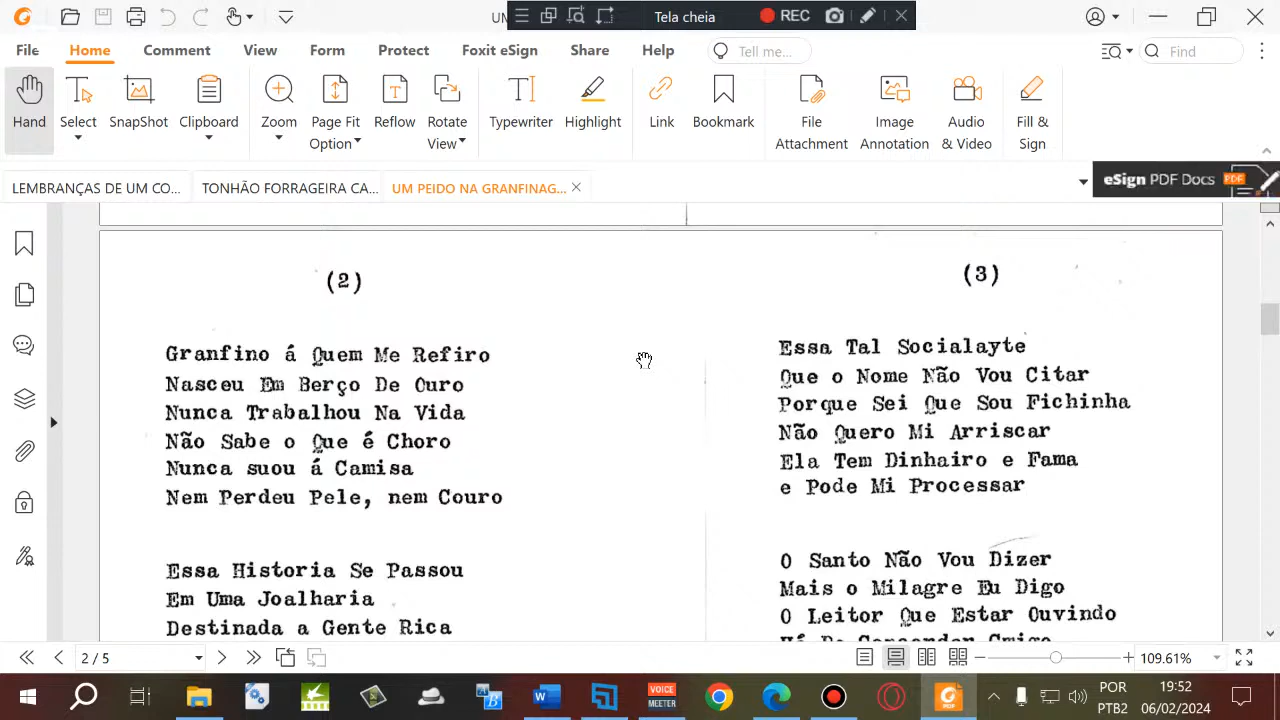 UN
Tela cheia
REC
File
Home
Comment
View
Form
Protect
Foxit eSign
Share
Help
Tell me...
Find
Hand
Select
SnapShot
Clipboard
Zoom
Page Fit
Option
Reflow
Rotate
View
Typewriter
Highlight
Link
Bookmark
File
Attachment
Image
Annotation
Audio
& Video
Fill &
Sign
LEMBRANÇAS DE UM CO...
TONHÃO FORRAGEIRA CA...
UM PEIDO NA GRANFINAG...
eSign PDF Docs
PDF
(2)
Granfino á Quem Me Refiro
Nasceu Em Berço De Ouro
Nunca Trabalhou Na Vida
Não Sabe o Que é Choro
Nunca suou á Camisa
Nem Perdeu Pele, nem Couro
Essa Historia Se Passou
Em Uma Joalharia
Destinada a Gente Rica
(3)
Essa Tal Socialayte
Que o Nome Não Vou Citar
Porque Sei Que Sou Fichinha
Não Quero Mi Arriscar
Ela Tem Dinhairo e Fama
e Pode Mi Processar
O Santo Não Vou Dizer
Mais o Milagre Eu Digo
O Leitor Que Estar Ouvindo
2 / 5
109.61%
W
VOICE
MEETER
PDF
POR
PTB2
19:52
06/02/2024